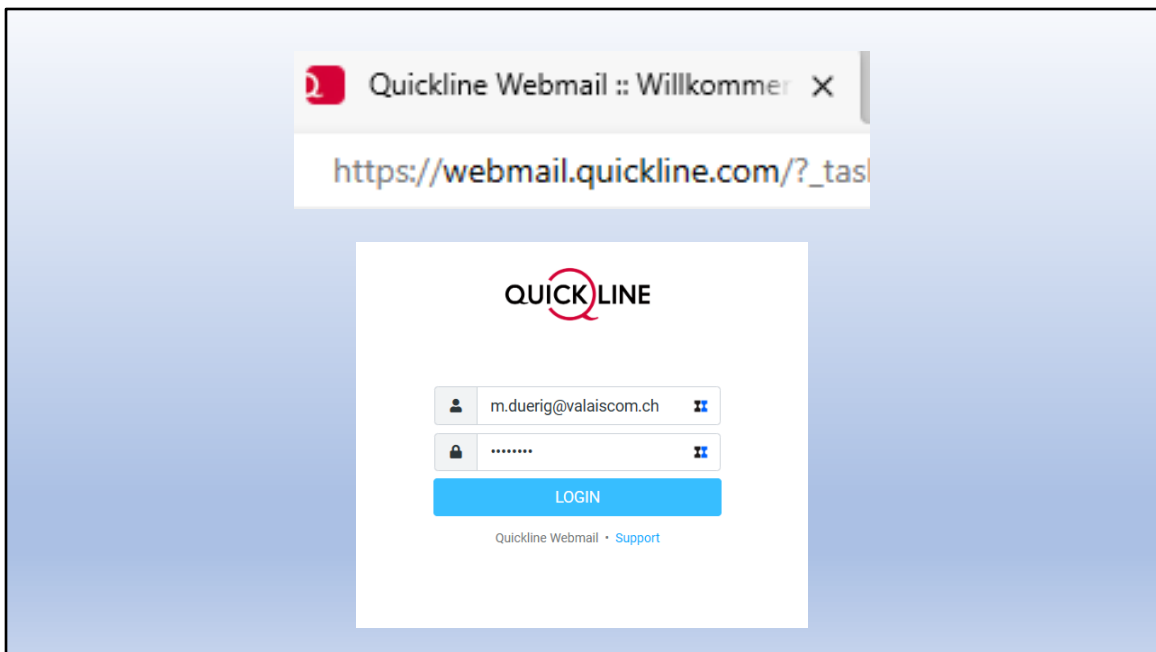 Quickline Webmail :: Willkommen
https://webmail.quickline.com/?_tas
QUICKLINE
m.duerig@valaiscom.ch
••••••••
LOGIN
Quickline Webmail • Support